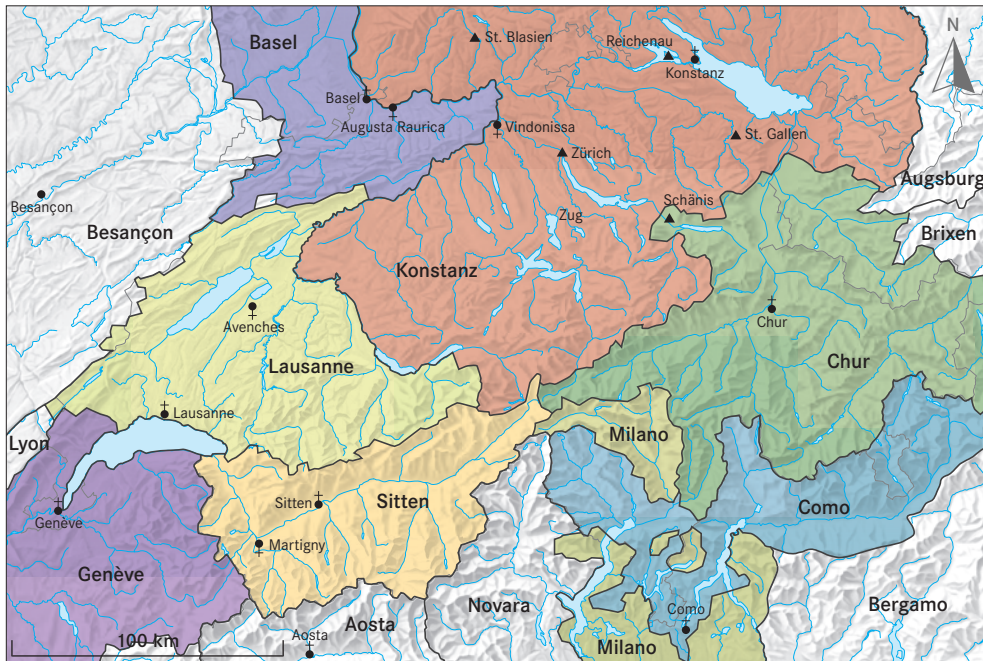 Basel
St. Blasien
Reichenau
N
Konstanz
Basel
Augusta Raurica
Vindonissa
St. Gallen
Zürich
Augsburg
Besançon
Schänis
Besançon
Zug
Brixen
Konstanz
Avenches
Chur
Lausanne
Chur
Lausanne
Milano
Lyon
Sitten
Sitten
Como
Genève
Martigny
Genève
Novara
Como
Bergamo
Aosta
100 km
Aosta
Milano